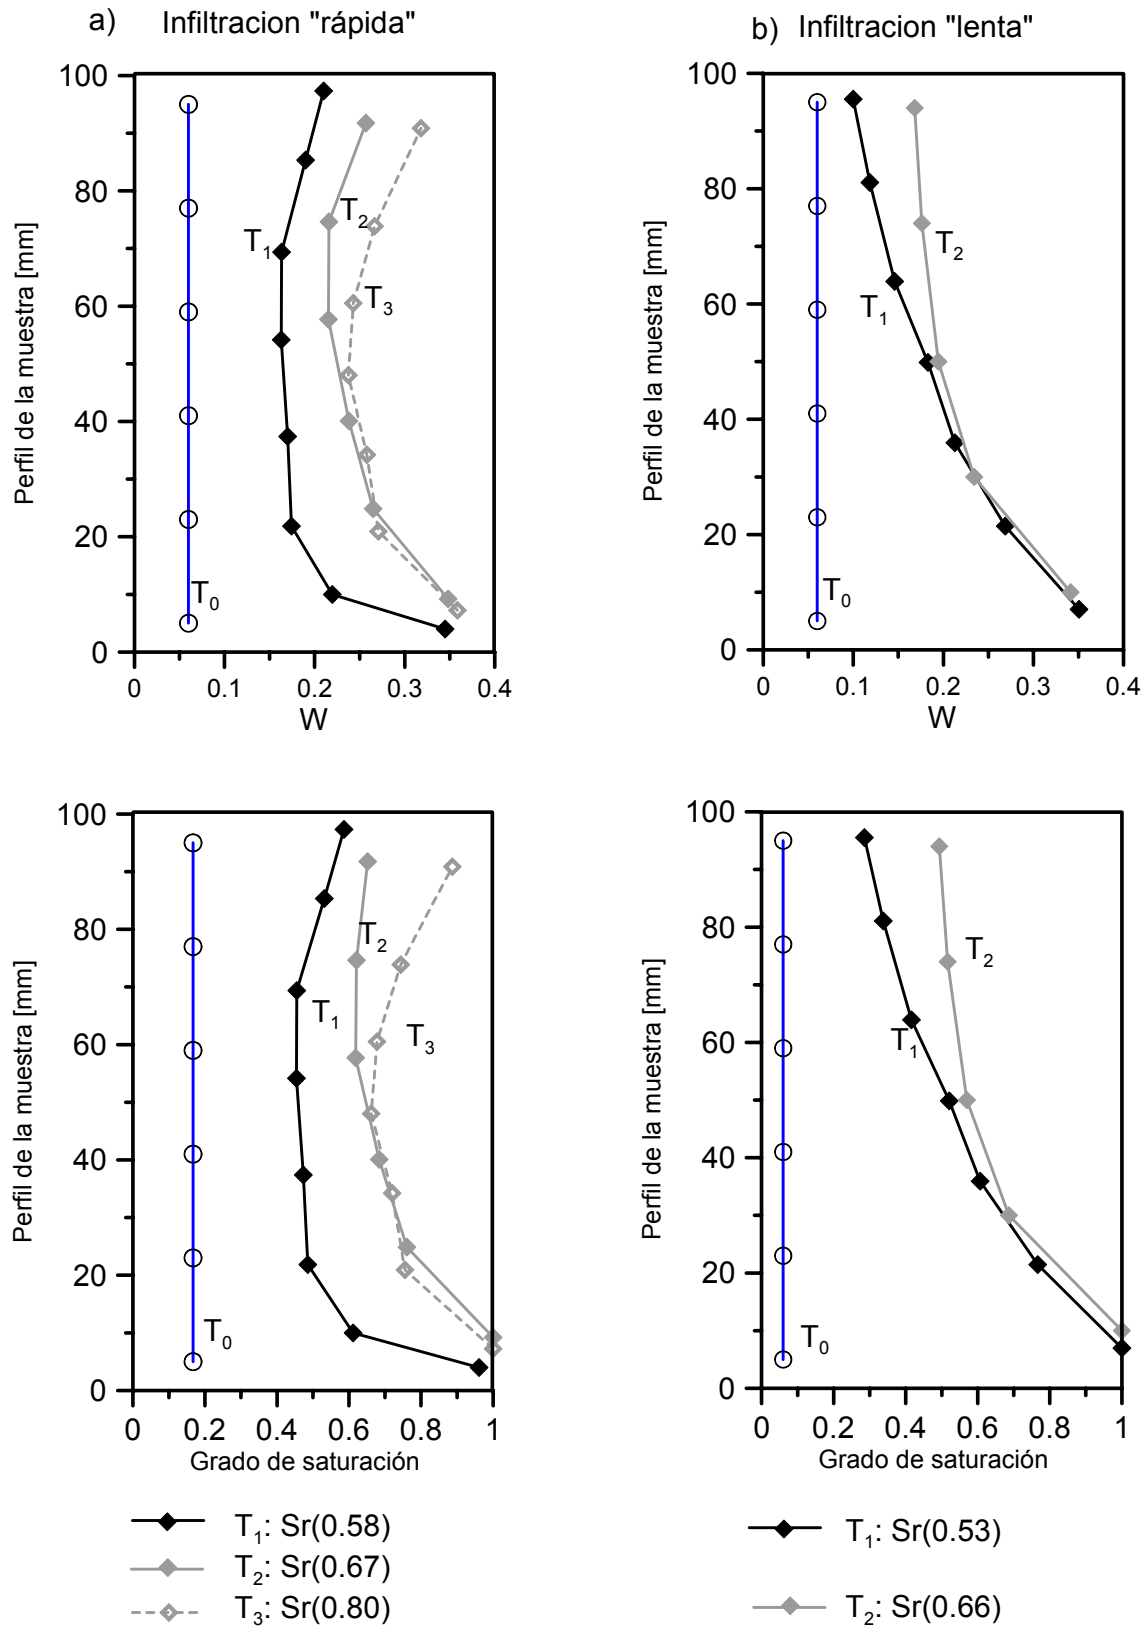 a) Infiltracion "rápida"
100
80
60
40
20
0
Perfil de la muestra [mm]
T1
T2
T3
T0
0 0.1 0.2 0.3 0.4
W
b) Infiltracion "lenta"
100
80
60
40
20
0
Perfil de la muestra [mm]
T2
T1
T0
0 0.1 0.2 0.3 0.4
W
100
80
60
40
20
0
Perfil de la muestra [mm]
T2
T1
T3
T0
0 0.2 0.4 0.6 0.8 1
Grado de saturación
T1: Sr(0.58)
T2: Sr(0.67)
T3: Sr(0.80)
100
80
60
40
20
0
Perfil de la muestra [mm]
T2
T1
T0
0 0.2 0.4 0.6 0.8 1
Grado de saturación
T1: Sr(0.53)
T2: Sr(0.66)